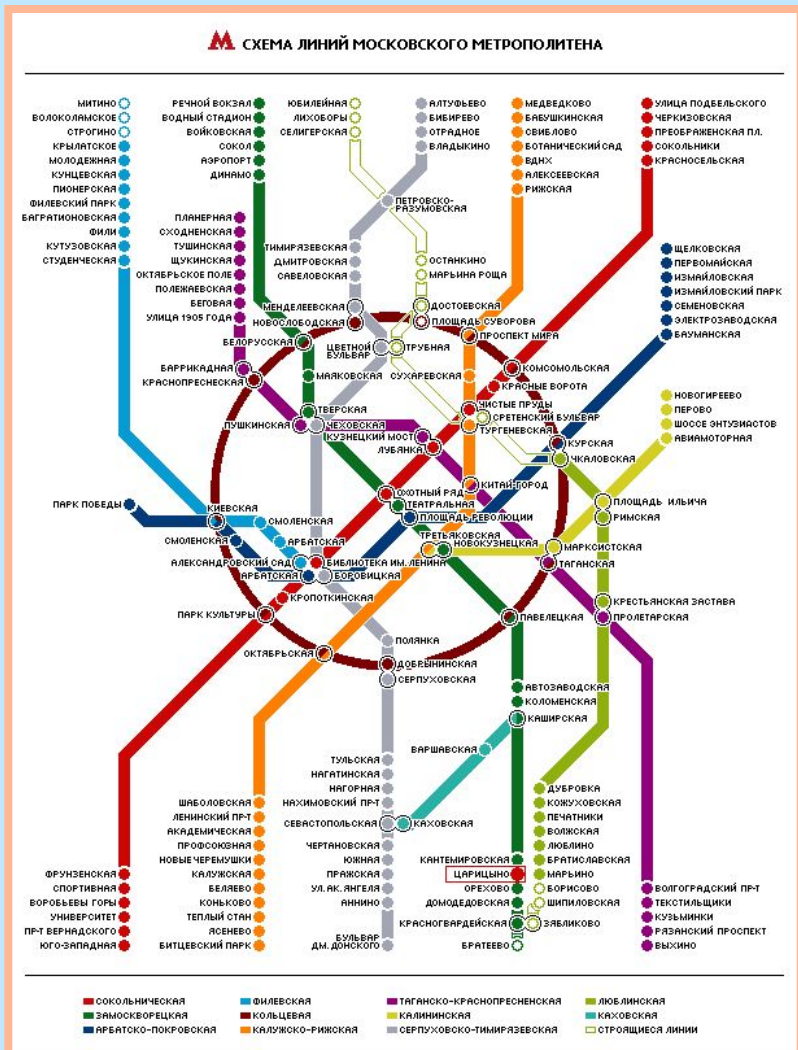 СХЕМА ЛИНИЙ МОСКОВСКОГО МЕТРОПОЛИТЕНА
МИТИНО
ВОЛОКОЛАМСКОЕ
СТРОГИНО
КРЫЛАТСКОЕ
МОЛОДЕЖНАЯ
КУНЦЕВСКАЯ
ПИОНЕРСКАЯ
ФИЛЕВСКИЙ ПАРК
БАГРАТИОНОВСКАЯ
ФИЛИ
КУТУЗОВСКАЯ
СТУДЕНЧЕСКАЯ
РЕЧНОЙ ВОКЗАЛ
ВОДНЫЙ СТАДИОН
ВОЙКОВСКАЯ
СОКОЛ
АЭРОПОРТ
ДИНАМО
ПЛАНЕРНАЯ
СХОДНЕНСКАЯ
ТУШИНСКАЯ
ЩУКИНСКАЯ
ОКТЯБРЬСКОЕ ПОЛЕ
ПОЛЕЖАЕВСКАЯ
БЕГОВАЯ
УЛИЦА 1905 ГОДА
ЮБИЛЕЙНАЯ
ЛИХОБОРЫ
СЕЛИГЕРСКАЯ
АЛТУФЬЕВО
БИБИРЕВО
ОТРАДНОЕ
ВЛАДЫКИНО
ПЕТРОВСКО-
РАЗУМОВСКАЯ
ТИМИРЯЗЕВСКАЯ
ДМИТРОВСКАЯ
САВЕЛОВСКАЯ
ОСТАНКИНО
МАРЬИНА РОЩА
МЕДВЕДКОВО
БАБУШКИНСКАЯ
СВИБЛОВО
БОТАНИЧЕСКИЙ САД
ВДНХ
АЛЕКСЕЕВСКАЯ
РИЖСКАЯ
УЛИЦА ПОДБЕЛЬСКОГО
ЧЕРКИЗОВСКАЯ
ПРЕОБРАЖЕНСКАЯ ПЛ.
СОКОЛЬНИКИ
КРАСНОСЕЛЬСКАЯ
ЩЕЛКОВСКАЯ
ПЕРВОМАЙСКАЯ
ИЗМАЙЛОВСКАЯ
ИЗМАЙЛОВСКИЙ ПАРК
СЕМЕНОВСКАЯ
ЭЛЕКТРОЗАВОДСКАЯ
БАУМАНСКАЯ
МЕНДЕЛЕЕВСКАЯ
НОВОСЛОБОДСКАЯ
ДОСТОЕВСКАЯ
ПЛОЩАДЬ СУВОРОВА
БЕЛОРУССКАЯ
ЦВЕТНОЙ
БУЛЬВАР
ТРУБНАЯ
ПРОСПЕКТ МИРА
БАРРИКАДНАЯ
КРАСНОПРЕСНЕСКАЯ
МАЯКОВСКАЯ
СУХАРЕВСКАЯ
КОМСОМОЛЬСКАЯ
КРАСНЫЕ ВОРОТА
НОВОГИРЕЕВО
ПЕРОВО
ШОССЕ ЭНТУЗИАСТОВ
АВИАМОТОРНАЯ
ТВЕРСКАЯ
ПУШКИНСКАЯ
ЧЕХОВСКАЯ
ЧИСТЫЕ ПРУДЫ
СРЕТЕНСКИЙ БУЛЬВАР
ТУРГЕНЕВСКАЯ
КУЗНЕЦКИЙ МОСТ
ЛУБЯНКА
КУРСКАЯ
ЧКАЛОВСКАЯ
КИТАЙ-ГОРОД
ОХОТНЫЙ РЯД
ТЕАТРАЛЬНАЯ
ПЛОЩАДЬ РЕВОЛЮЦИИ
ПЛОЩАДЬ ИЛЬИЧА
РИМСКАЯ
ПАРК ПОБЕДЫ
КИЕВСКАЯ
СМОЛЕНСКАЯ
СМОЛЕНСКАЯ
АРБАТСКАЯ
ТРЕТЬЯКОВСКАЯ
НОВОКУЗНЕЦКАЯ
МАРКСИСТСКАЯ
ТАГАНСКАЯ
АЛЕКСАНДРОВСКИЙ САД
БИБЛИОТЕКА ИМ. ЛЕНИНА
АРБАТСКАЯ
БОРОВИЦКАЯ
КРОПОТКИНСКАЯ
ПАРК КУЛЬТУРЫ
КРЕСТЬЯНСКАЯ ЗАСТАВА
ПРОЛЕТАРСКАЯ
ПАВЕЛЕЦКАЯ
ОКТЯБРЬСКАЯ
ПОЛЯНКА
ДОБРЫНИНСКАЯ
СЕРПУХОВСКАЯ
АВТОЗАВОДСКАЯ
КОЛОМЕНСКАЯ
КАШИРСКАЯ
ВАРШАВСКАЯ
ТУЛЬСКАЯ
НАГАТИНСКАЯ
НАГОРНАЯ
НАХИМОВСКИЙ ПР-Т
СЕВАСТОПОЛЬСКАЯ
КАХОВСКАЯ
ЧЕРТАНОВСКАЯ
ЮЖНАЯ
ПРАЖСКАЯ
УЛ. АК. ЯНГЕЛЯ
АННИНО
БУЛЬВАР
ДМ. ДОНСКОГО
ФРУНЗЕНСКАЯ
СПОРТИВНАЯ
ВОРОБЬЕВЫ ГОРЫ
УНИВЕРСИТЕТ
ПР-Т ВЕРНАДСКОГО
ЮГО-ЗАПАДНАЯ
ШАБОЛОВСКАЯ
ЛЕНИНСКИЙ ПР-Т
АКАДЕМИЧЕСКАЯ
ПРОФСОЮЗНАЯ
НОВЫЕ ЧЕРЕМУШКИ
КАЛУЖСКАЯ
БЕЛЯЕВО
КОНЬКОВО
ТЕПЛЫЙ СТАН
ЯСЕНЕВО
БИТЦЕВСКИЙ ПАРК
КАНТЕМИРОВСКАЯ
ЦАРИЦЫНО
ОРЕХОВО
ДОМОДЕДОВСКАЯ
КРАСНОГВАРДЕЙСКАЯ
БРАТЕЕВО
ДУБРОВКА
КОЖУХОВСКАЯ
ПЕЧАТНИКИ
ВОЛЖСКАЯ
ЛЮБЛИНО
БРАТИСЛАВСКАЯ
МАРЬИНО
БОРИСОВО
ШИПИЛОВСКАЯ
ЗЯБЛИКОВО
ВОЛГОГРАДСКИЙ ПР-Т
ТЕКСТИЛЬЩИКИ
КУЗЬМИНКИ
РЯЗАНСКИЙ ПРОСПЕКТ
ВЫХИНО
СОКОЛЬНИЧЕСКАЯ
ЗАМОСКВОРЕЦКАЯ
АРБАТСКО-ПОКРОВСКАЯ
ФИЛЕВСКАЯ
КОЛЬЦЕВАЯ
КАЛУЖСКО-РИЖСКАЯ
ТАГАНСКО-КРАСНОПРЕСНЕНСКАЯ
КАЛИНИНСКАЯ
СЕРПУХОВСКО-ТИМИРЯЗЕВСКАЯ
ЛЮБЛИНСКАЯ
КАХОВСКАЯ
СТРОЯЩИЕСЯ ЛИНИИ